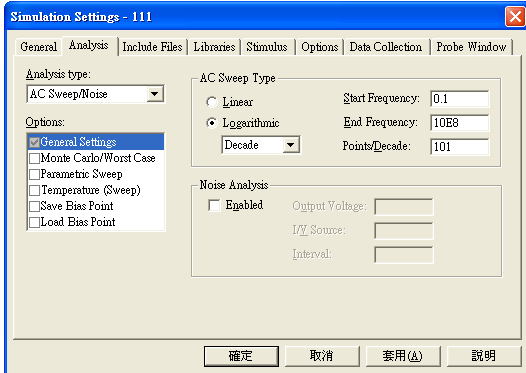 Simulation Settings - 111
General Analysis Include Files Libraries Stimulus Options Data Collection Probe Window
Analysis type:
AC Sweep/Noise
Options:
General Settings
Monte Carlo/Worst Case
Parametric Sweep
Temperature (Sweep)
Save Bias Point
Load Bias Point
AC Sweep Type
Linear
Logarithmic
Decade
Start Frequency: 0.1
End Frequency: 10E8
Points/Decade: 101
Noise Analysis
Enabled
Output Voltage:
I/V Source:
Interval:
確定 取消 套用(A) 說明